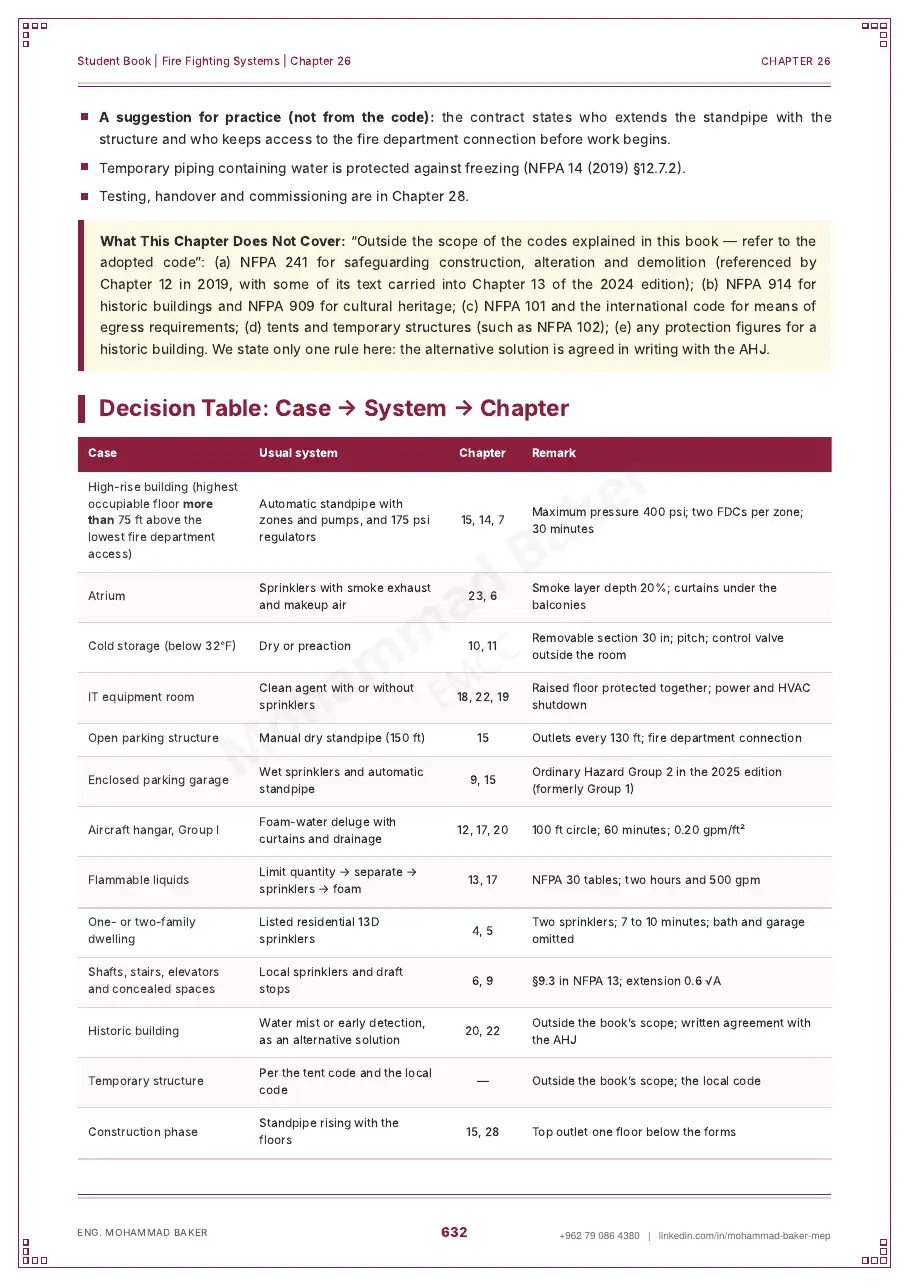 Student Book | Fire Fighting Systems | Chapter 26
CHAPTER 26
A suggestion for practice (not from the code): the contract states who extends the standpipe with the
structure and who keeps access to the fire department connection before work begins.
Temporary piping containing water is protected against freezing (NFPA 14 (2019) §12.7.2).
Testing, handover and commissioning are in Chapter 28.
What This Chapter Does Not Cover: “Outside the scope of the codes explained in this book — refer to the
adopted code”: (a) NFPA 241 for safeguarding construction, alteration and demolition (referenced by
Chapter 12 in 2019, with some of its text carried into Chapter 13 of the 2024 edition); (b) NFPA 914 for
historic buildings and NFPA 909 for cultural heritage; (c) NFPA 101 and the international code for means of
egress requirements; (d) tents and temporary structures (such as NFPA 102); (e) any protection figures for a
historic building. We state only one rule here: the alternative solution is agreed in writing with the AHJ.
Decision Table: Case → System → Chapter
Case Usual system Chapter Remark
High-rise building (highest
occupiable floor more
than 75 ft above the
lowest fire department
access)
Automatic standpipe with
zones and pumps, and 175 psi
regulators
15, 14, 7
Maximum pressure 400 psi; two FDCs per zone;
30 minutes
Atrium
Sprinklers with smoke exhaust
and makeup air
23, 6
Smoke layer depth 20%; curtains under the
balconies
Cold storage (below 32°F)
Dry or preaction
10, 11
Removable section 30 in; pitch; control valve
outside the room
IT equipment room
Clean agent with or without
sprinklers
18, 22, 19
Raised floor protected together; power and HVAC
shutdown
Open parking structure
Manual dry standpipe (150 ft)
15
Outlets every 130 ft; fire department connection
Enclosed parking garage
Wet sprinklers and automatic
standpipe
9, 15
Ordinary Hazard Group 2 in the 2025 edition
(formerly Group 1)
Aircraft hangar, Group I
Foam-water deluge with
curtains and drainage
12, 17, 20
100 ft circle; 60 minutes; 0.20 gpm/ft²
Flammable liquids
Limit quantity → separate →
sprinklers → foam
13, 17
NFPA 30 tables; two hours and 500 gpm
One- or two-family
dwelling
Listed residential 13D
sprinklers
4, 5
Two sprinklers; 7 to 10 minutes; bath and garage
omitted
Shafts, stairs, elevators
and concealed spaces
Local sprinklers and draft
stops
6, 9
§9.3 in NFPA 13; extension 0.6 √A
Historic building
Water mist or early detection,
as an alternative solution
20, 22
Outside the book’s scope; written agreement with
the AHJ
Temporary structure
Per the tent code and the local
code
—
Outside the book’s scope; the local code
Construction phase
Standpipe rising with the
floors
15, 28
Top outlet one floor below the forms
Mohammad Baker
EMCC
ENG. MOHAMMAD BAKER
632
+962 79 086 4380 | linkedin.com/in/mohammad-baker-mep